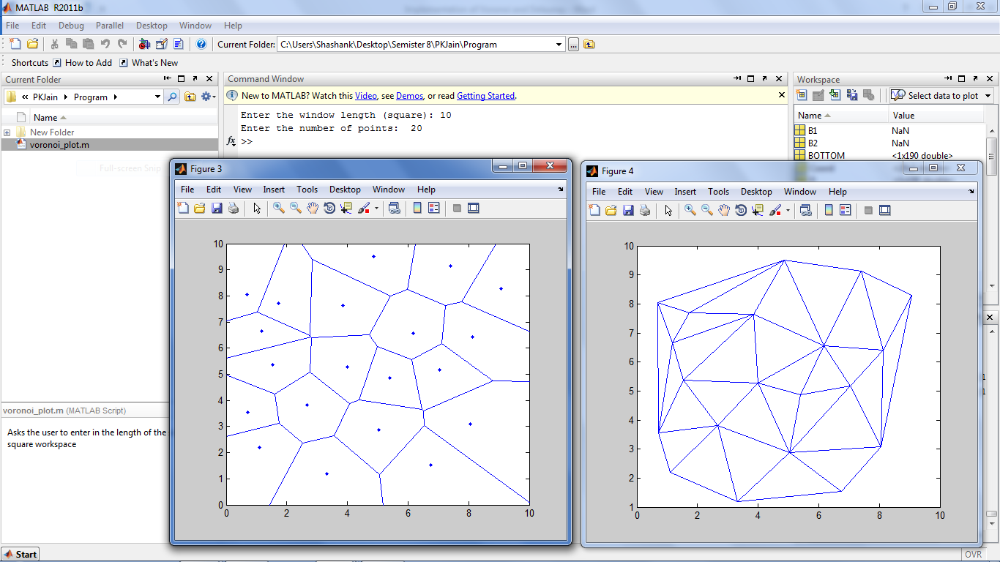 MATLAB R2011b
File Edit Debug Parallel Desktop Window Help
Current Folder: C:\Users\Shashank\Desktop\Semister 8\PKJain\Program
Shortcuts How to Add What's New
Current Folder
« PKJain Program
Name
New Folder
voronoi_plot.m
Full-screen Snip
voronoi_plot.m (MATLAB Script)
Asks the user to enter in the length of the
square workspace
Command Window
New to MATLAB? Watch this Video, see Demos, or read Getting Started.
Enter the window length (square): 10
Enter the number of points: 20
fx >>
Workspace
Select data to plot
Name Value
B1 NaN
B2 NaN
BOTTOM <1x190 double>
Figure 3
File Edit View Insert Tools Desktop Window Help
10
9
8
7
6
5
4
3
2
1
0
0 2 4 6 8 10
Figure 4
File Edit View Insert Tools Desktop Window Help
10
9
8
7
6
5
4
3
2
1
0 2 4 6 8 10
Start
OVR